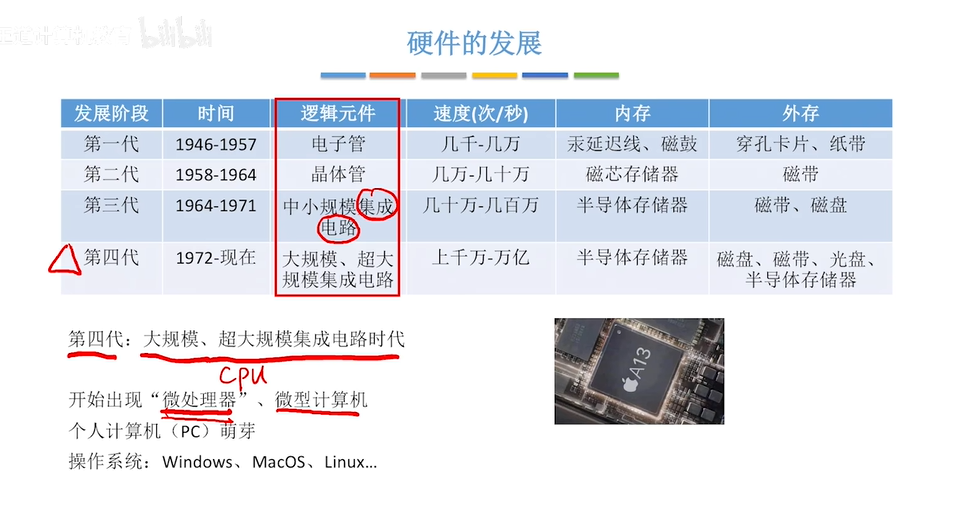 bilibili
硬件的发展
发展阶段 时间 逻辑元件 速度(次/秒) 内存 外存
第一代 1946-1957 电子管 几千-几万 汞延迟线、磁鼓 穿孔卡片、纸带
第二代 1958-1964 晶体管 几万-几十万 磁芯存储器 磁带
第三代 1964-1971 中小规模集成 几十万-几百万 半导体存储器 磁带、磁盘
电路
第四代 1972-现在 大规模、超大 上千万-万亿 半导体存储器 磁盘、磁带、光盘、
规模集成电路 半导体存储器
第四代：大规模、超大规模集成电路时代
CPU
开始出现“微处理器”、微型计算机
个人计算机（PC）萌芽
操作系统：Windows、MacOS、Linux…
A13